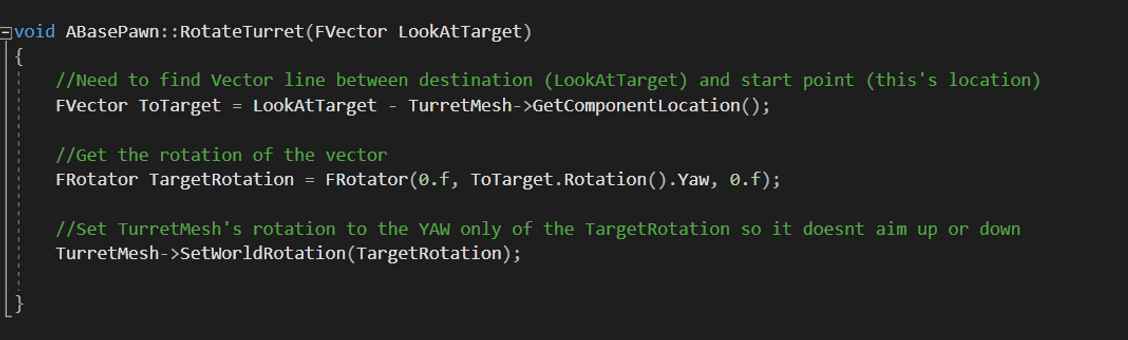 void ABasePawn::RotateTurret(FVector LookAtTarget)
{
//Need to find Vector line between destination (LookAtTarget) and start point (this's location)
FVector ToTarget = LookAtTarget - TurretMesh->GetComponentLocation();
//Get the rotation of the vector
FRotator TargetRotation = FRotator(0.f, ToTarget.Rotation().Yaw, 0.f);
//Set TurretMesh's rotation to the YAW only of the TargetRotation so it doesnt aim up or down
TurretMesh->SetWorldRotation(TargetRotation);
}